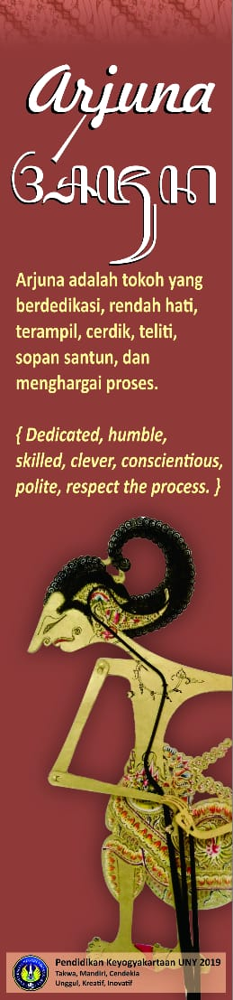 Arjuna
Arjuna adalah tokoh yang
berdedikasi, rendah hati,
terampil, cerdik, teliti,
sopan santun, dan
menghargai proses.
{ Dedicated, humble,
skilled, clever, conscientious,
polite, respect the process. }
Pendidikan Keyogyakartaan UNY 2019
Takwa, Mandiri, Cendekia
Unggul, Kreatif, Inovatif